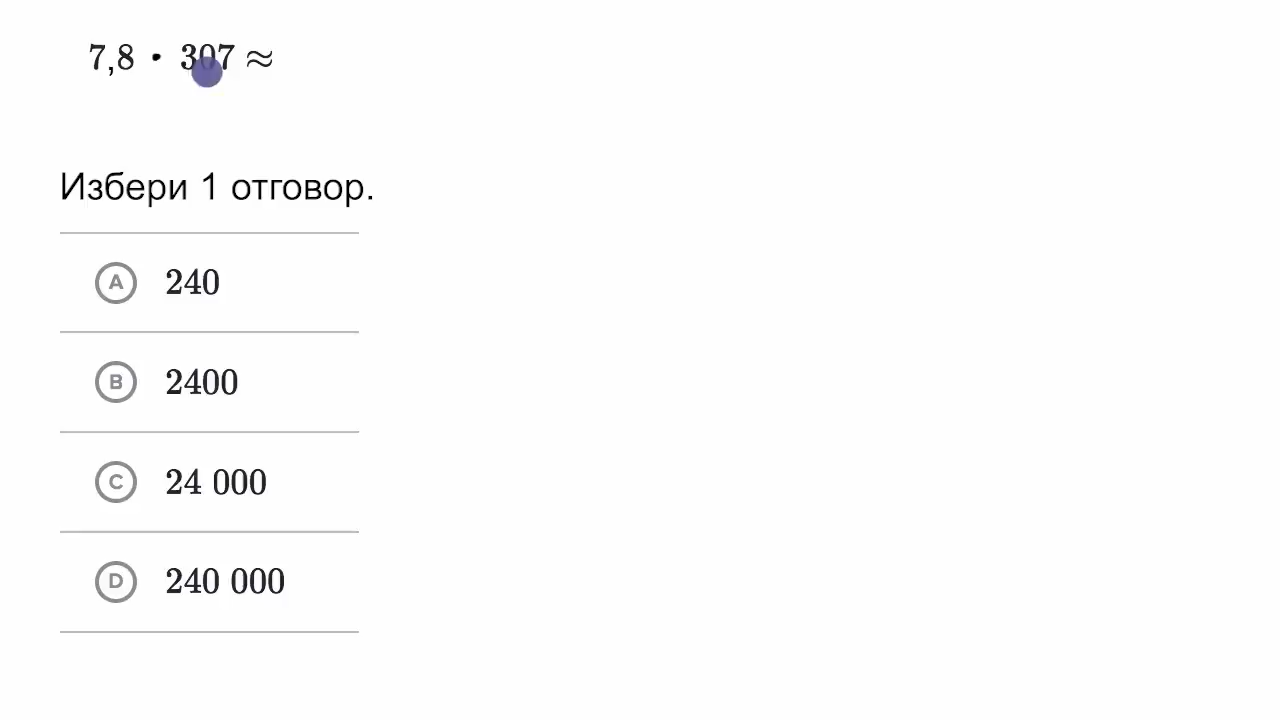 7,8 · 307 ≈
Избери 1 отговор.
A 240
B 2400
C 24 000
D 240 000